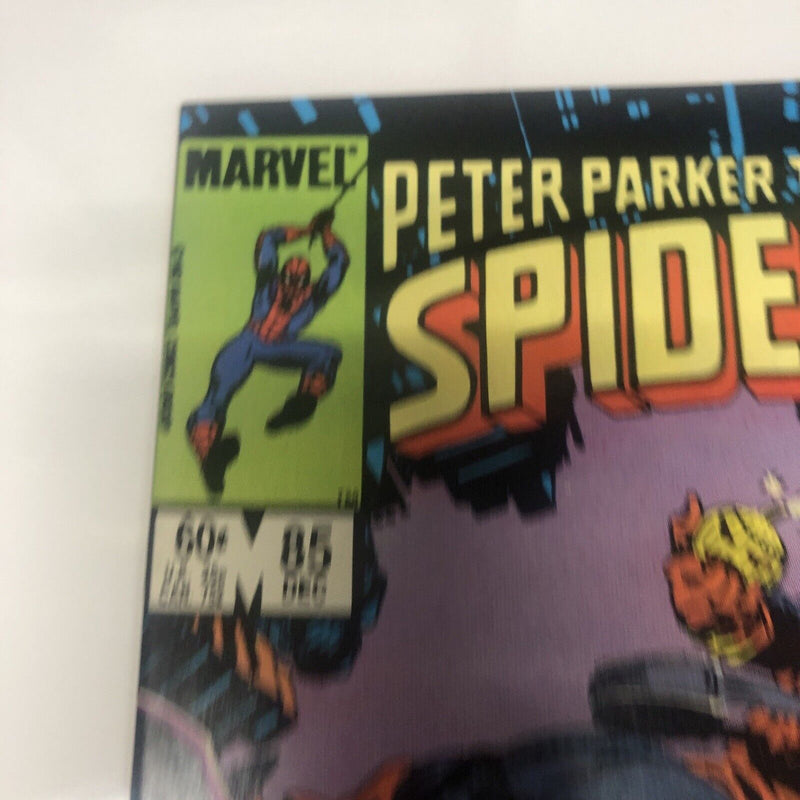 MARVEL
PETER PARKER
SPIDE
60¢ M 85
DEC